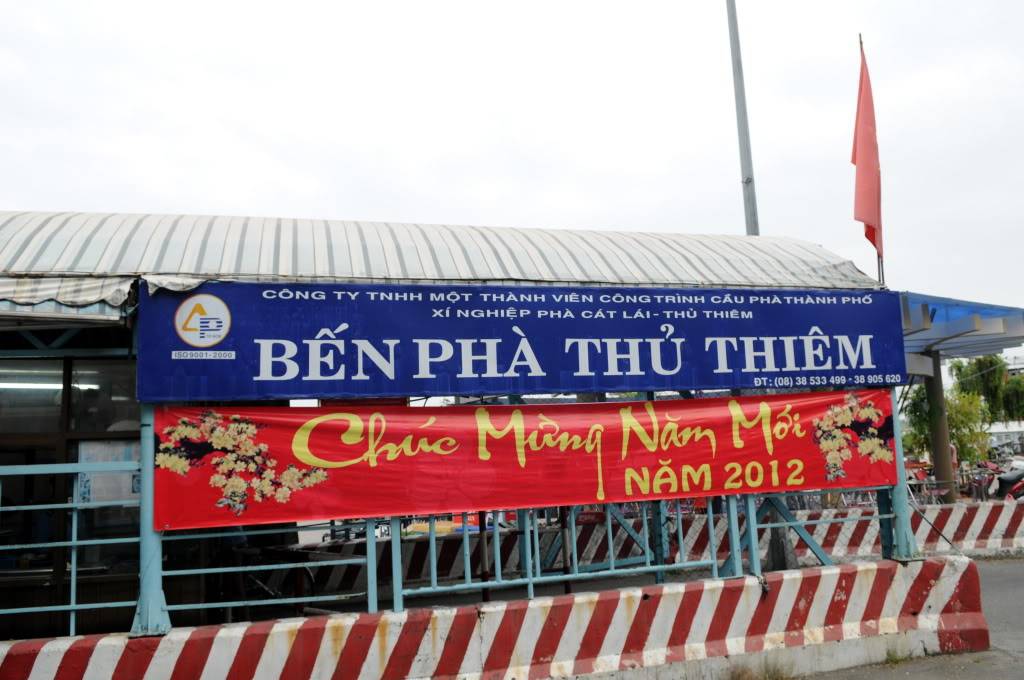 CÔNG TY TNHH MỘT THÀNH VIÊN CÔNG TRÌNH CẦU PHÀ THÀNH PHỐ
XÍ NGHIỆP PHÀ CÁT LÁI - THỦ THIÊM
CP
ISO9001-2000
BẾN PHÀ THỦ THIÊM
ĐT: (08) 38 533 499 - 38 905 620
Chúc Mừng Năm Mới
NĂM 2012